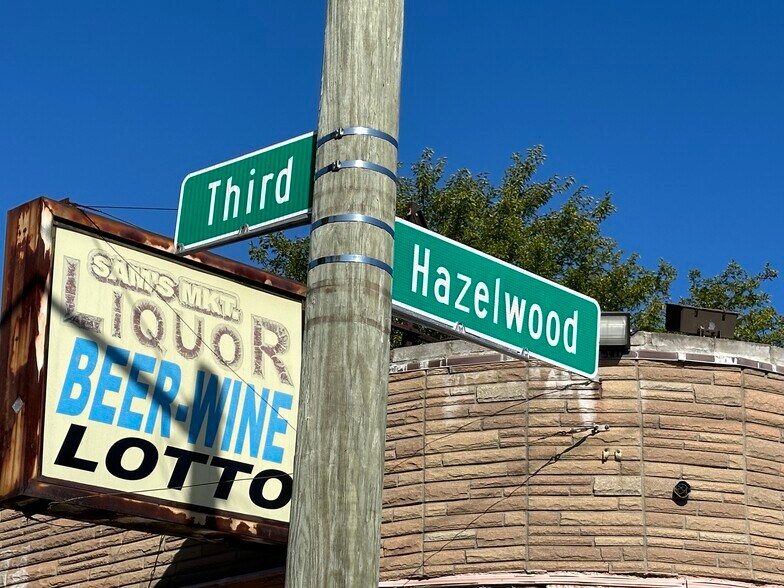 Third
Hazelwood
SAM'S MKT.
LIQUOR
BEER-WINE
LOTTO